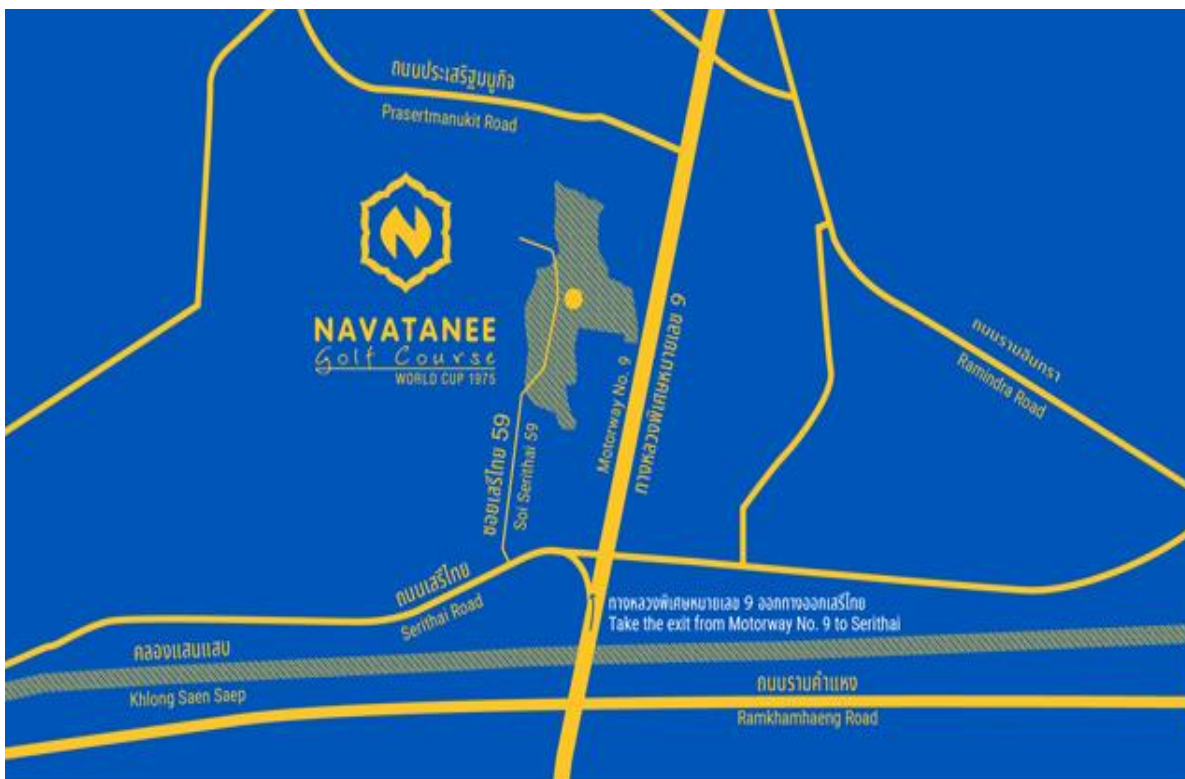 ถนนประเสริฐมนูกิจ
Prasertmanukit Road
N
NAVATANEE
Golf Course
WORLD CUP 1975
ซอยเสรีไทย 59
Soi Serithai 59
Motorway No. 9
ทางหลวงพิเศษหมายเลข 9
ถนนรามอินทรา
Ramindra Road
ถนนเสรีไทย
Serithai Road
ทางหลวงพิเศษหมายเลข 9 ออกทางออกเสรีไทย
Take the exit from Motorway No. 9 to Serithai
คลองแสนแสบ
Khlong Saen Saep
ถนนรามคำแหง
Ramkhamhaeng Road